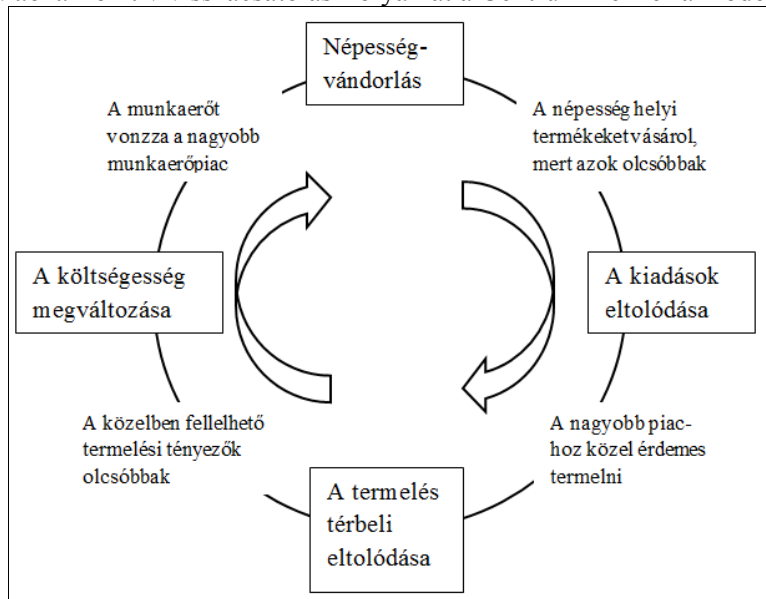 Népesség-
vándorlás
A munkaerőt
vonzza a nagyobb
munkaerőpiac
A népesség helyi
termékeketvásárol,
mert azok olcsóbbak
A költségesség
megváltozása
A kiadások
eltolódása
A közelben fellelhető
termelési tényezők
olcsóbbak
A nagyobb piac-
hoz közel érdemes
termelni
A termelés
térbeli
eltolódása